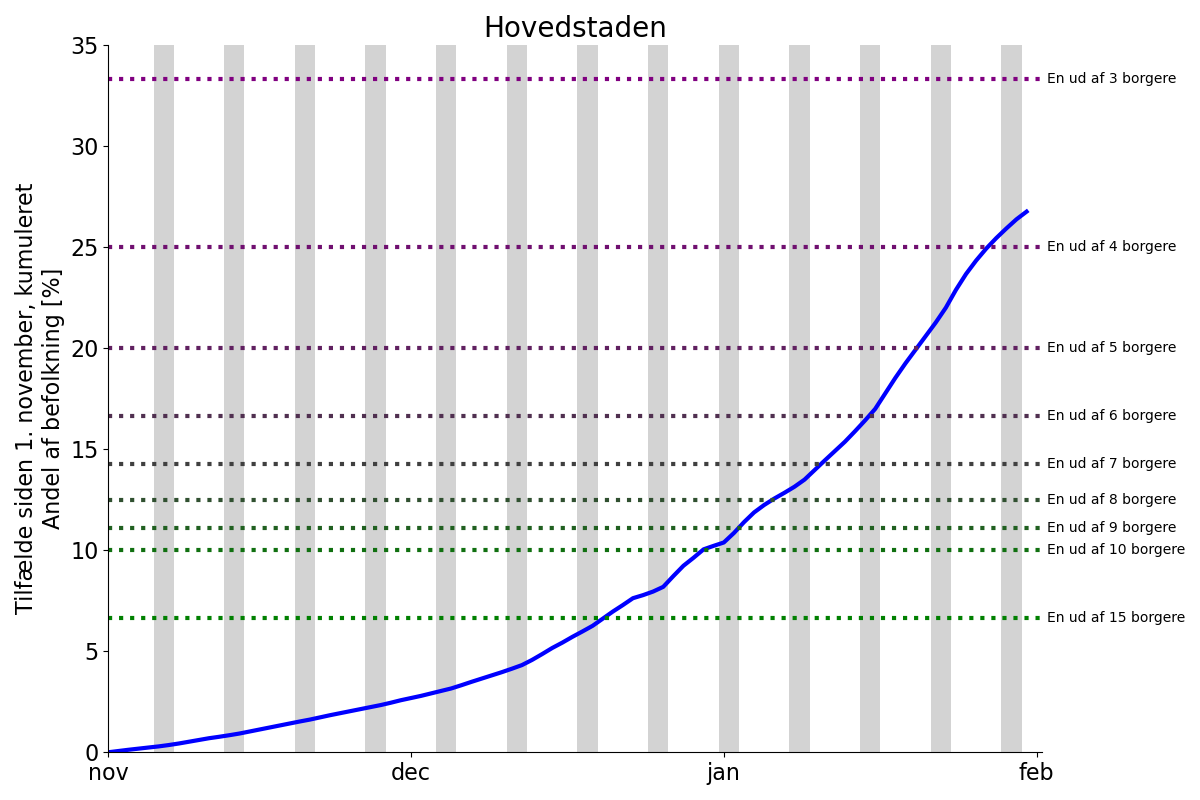 Hovedstaden
Tilfælde siden 1. november, kumuleret
Andel af befolkning [%]
35
30
25
20
15
10
5
0
nov
dec
jan
feb
En ud af 3 borgere
En ud af 4 borgere
En ud af 5 borgere
En ud af 6 borgere
En ud af 7 borgere
En ud af 8 borgere
En ud af 9 borgere
En ud af 10 borgere
En ud af 15 borgere